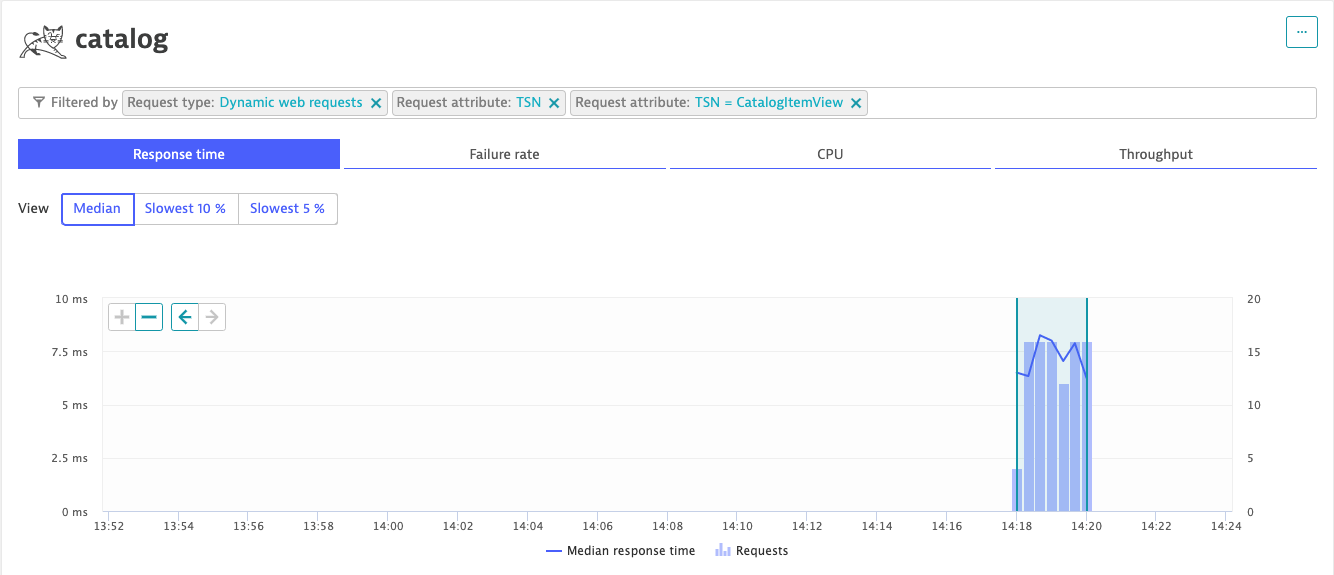 catalog
...
Filtered by Request type: Dynamic web requests Request attribute: TSN Request attribute: TSN = CatalogItemView
Response time Failure rate CPU Throughput
View Median Slowest 10 % Slowest 5 %
10 ms 20
7.5 ms 15
5 ms 10
2.5 ms 5
0 ms 0
13:52 13:54 13:56 13:58 14:00 14:02 14:04 14:06 14:08 14:10 14:12 14:14 14:16 14:18 14:20 14:22 14:24
Median response time Requests